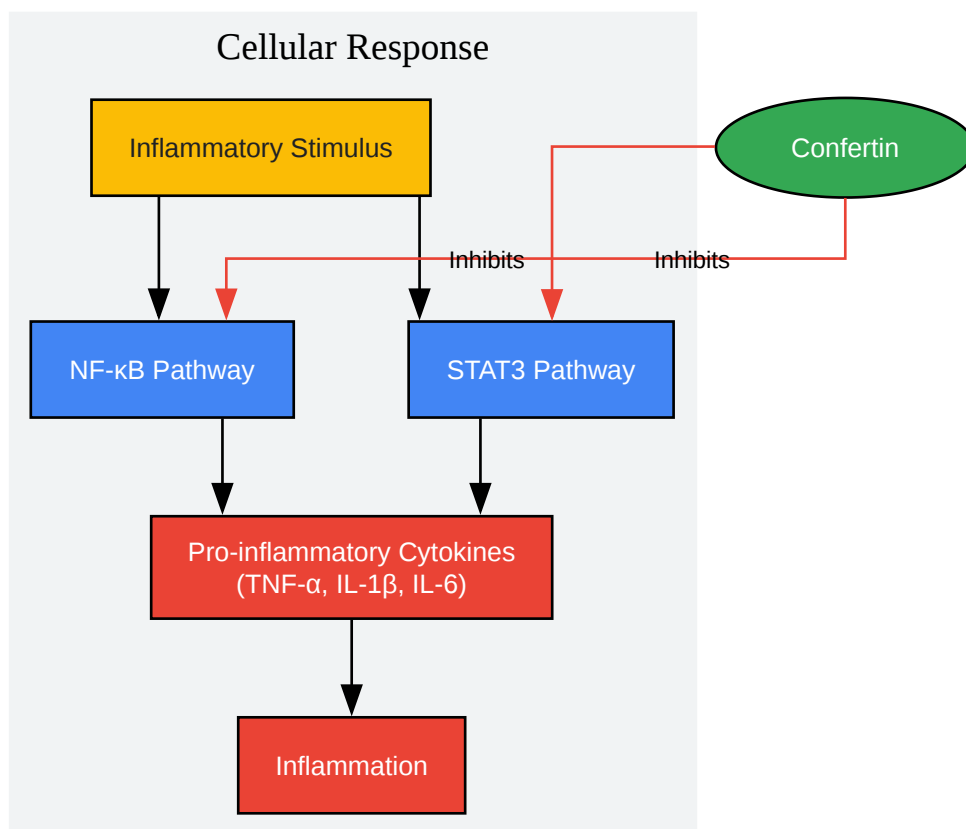 Cellular Response
Inflammatory Stimulus
Confertin
Inhibits
Inhibits
NF-κB Pathway
STAT3 Pathway
Pro-inflammatory Cytokines
(TNF-α, IL-1β, IL-6)
Inflammation